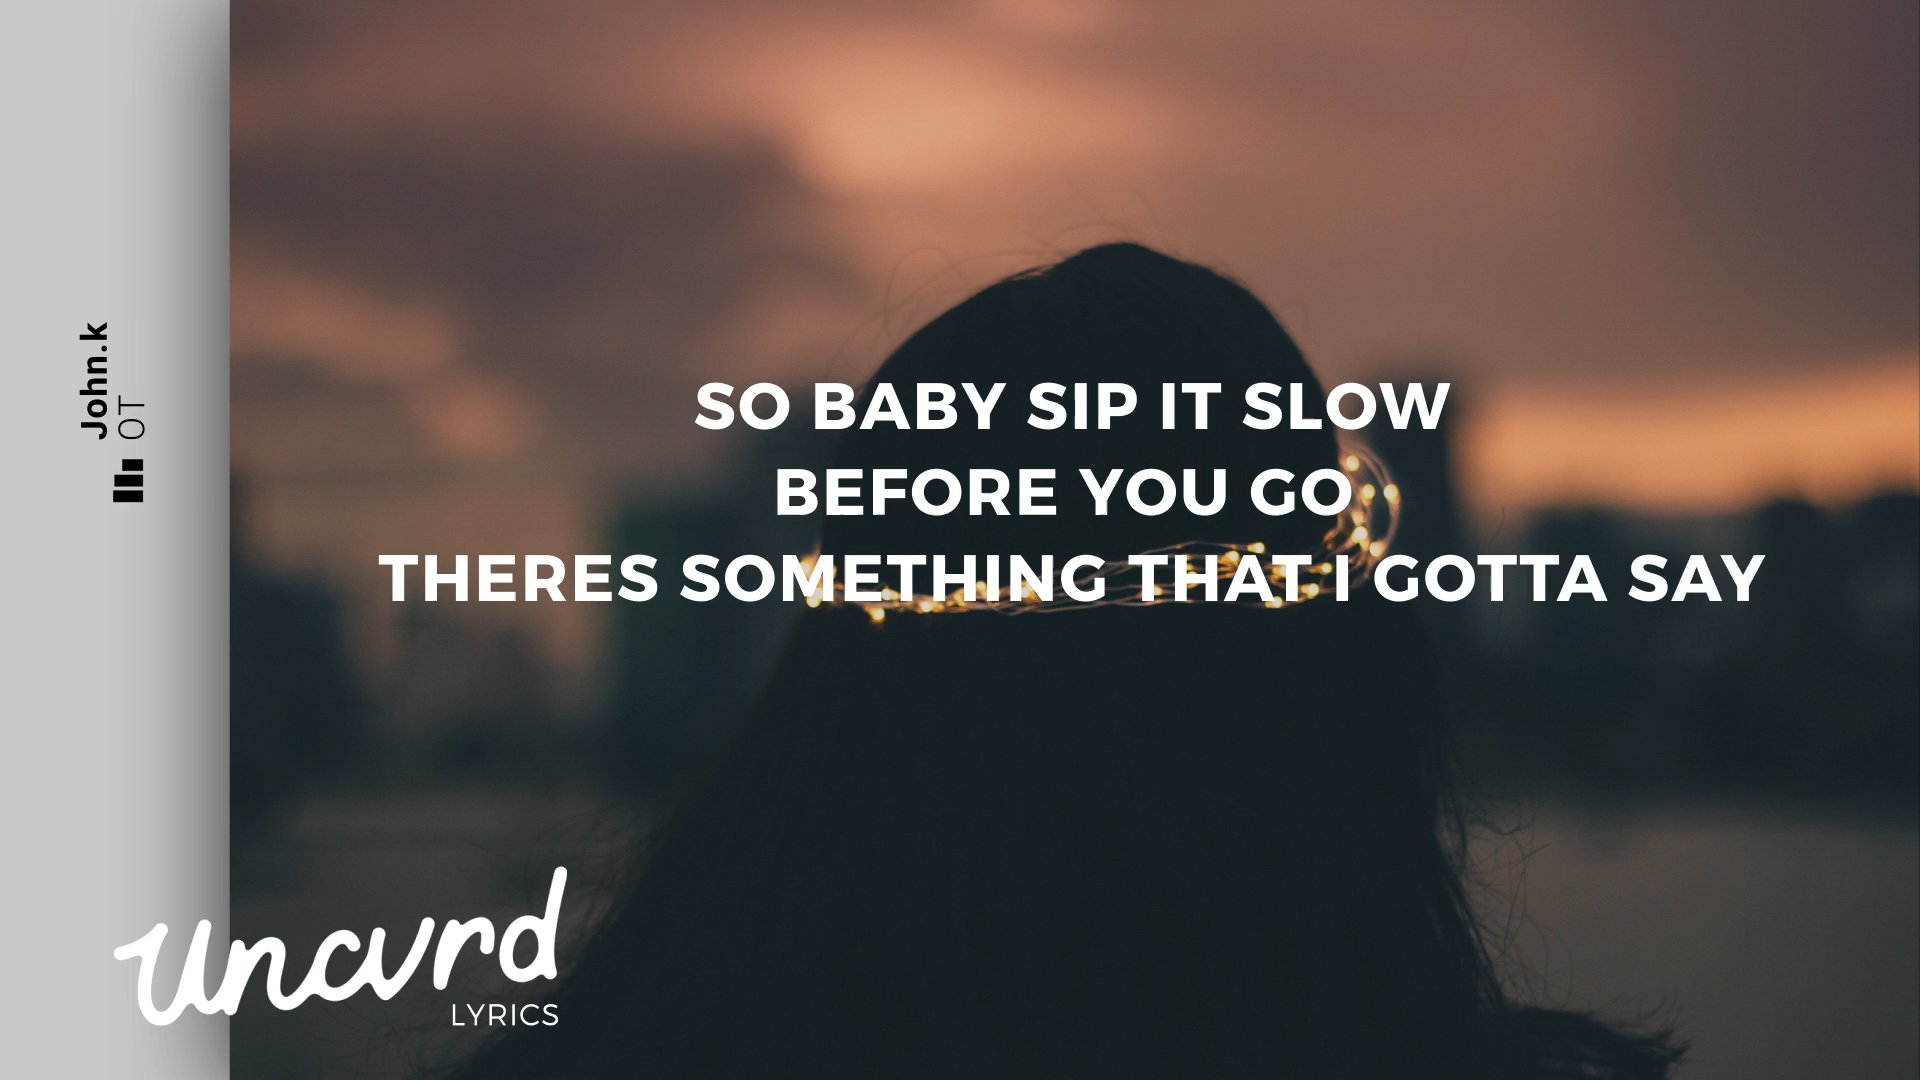 John.k
OT
SO BABY SIP IT SLOW
BEFORE YOU GO
THERES SOMETHING THAT I GOTTA SAY
uncvrd
LYRICS